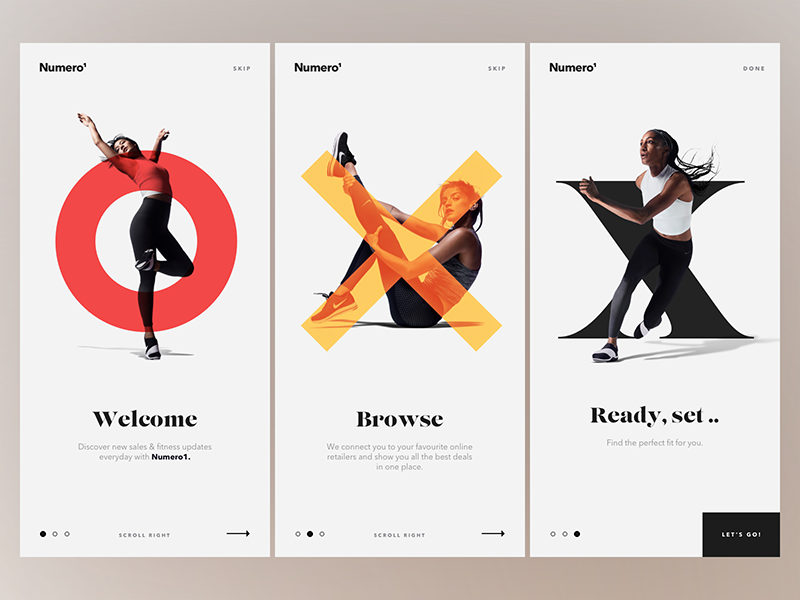 Numero¹
SKIP
Welcome
Discover new sales & fitness updates
everyday with Numero1.
SCROLL RIGHT
Numero¹
SKIP
Browse
We connect you to your favourite online
retailers and show you all the best deals
in one place.
SCROLL RIGHT
Numero¹
DONE
Ready, set ..
Find the perfect fit for you.
LET'S GO!